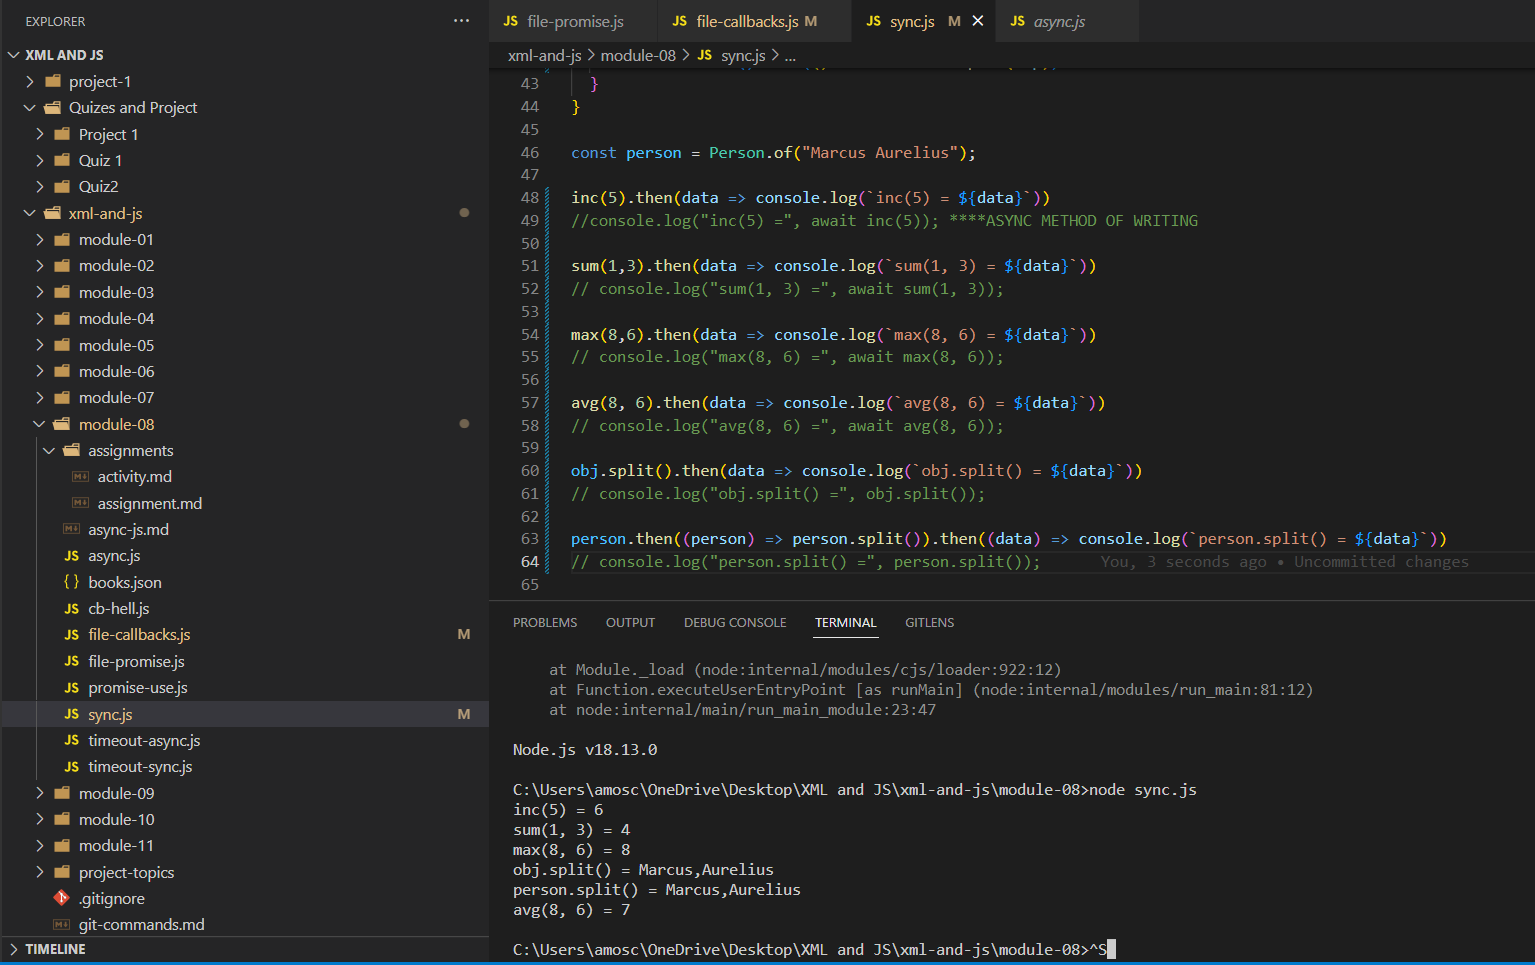 EXPLORER
XML AND JS
project-1
Quizes and Project
Project 1
Quiz 1
Quiz2
xml-and-js
module-01
module-02
module-03
module-04
module-05
module-06
module-07
module-08
assignments
M↓ activity.md
M↓ assignment.md
M↓ async-js.md
JS async.js
{ } books.json
JS cb-hell.js
JS file-callbacks.js M
JS file-promise.js
JS promise-use.js
JS sync.js M
JS timeout-async.js
JS timeout-sync.js
module-09
module-10
module-11
project-topics
.gitignore
M↓ git-commands.md
TIMELINE
JS file-promise.js JS file-callbacks.js M JS sync.js M JS async.js
xml-and-js > module-08 > JS sync.js > ...
43 }
44 }
45
46 const person = Person.of("Marcus Aurelius");
47
48 inc(5).then(data => console.log(`inc(5) = ${data}`))
49 //console.log("inc(5) =", await inc(5)); ****ASYNC METHOD OF WRITING
50
51 sum(1,3).then(data => console.log(`sum(1, 3) = ${data}`))
52 // console.log("sum(1, 3) =", await sum(1, 3));
53
54 max(8,6).then(data => console.log(`max(8, 6) = ${data}`))
55 // console.log("max(8, 6) =", await max(8, 6));
56
57 avg(8, 6).then(data => console.log(`avg(8, 6) = ${data}`))
58 // console.log("avg(8, 6) =", await avg(8, 6));
59
60 obj.split().then(data => console.log(`obj.split() = ${data}`))
61 // console.log("obj.split() =", obj.split());
62
63 person.then((person) => person.split()).then((data) => console.log(`person.split() = ${data}`))
64 // console.log("person.split() =", person.split()); You, 3 seconds ago • Uncommitted changes
65
PROBLEMS OUTPUT DEBUG CONSOLE TERMINAL GITLENS
at Module._load (node:internal/modules/cjs/loader:922:12)
at Function.executeUserEntryPoint [as runMain] (node:internal/modules/run_main:81:12)
at node:internal/main/run_main_module:23:47
Node.js v18.13.0
C:\Users\amosc\OneDrive\Desktop\XML and JS\xml-and-js\module-08>node sync.js
inc(5) = 6
sum(1, 3) = 4
max(8, 6) = 8
obj.split() = Marcus,Aurelius
person.split() = Marcus,Aurelius
avg(8, 6) = 7
C:\Users\amosc\OneDrive\Desktop\XML and JS\xml-and-js\module-08>^S